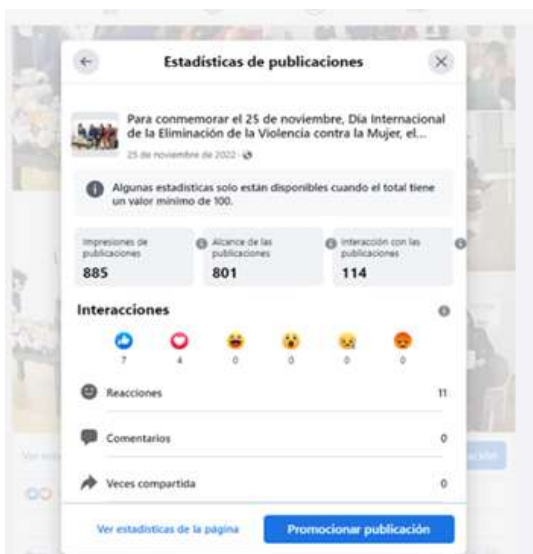 Estadísticas de publicaciones
Para conmemorar el 25 de noviembre, Día Internacional
de la Eliminación de la Violencia contra la Mujer, el...
25 de noviembre de 2022
Algunas estadísticas solo están disponibles cuando el total tiene
un valor mínimo de 100.
Impresiones de
publicaciones
885
Alcance de las
publicaciones
801
Interacción con las
publicaciones
114
Interacciones
7 4 0 0 0 0
Reacciones 11
Comentarios 0
Veces compartida 0
Ver estadísticas de la página
Promocionar publicación